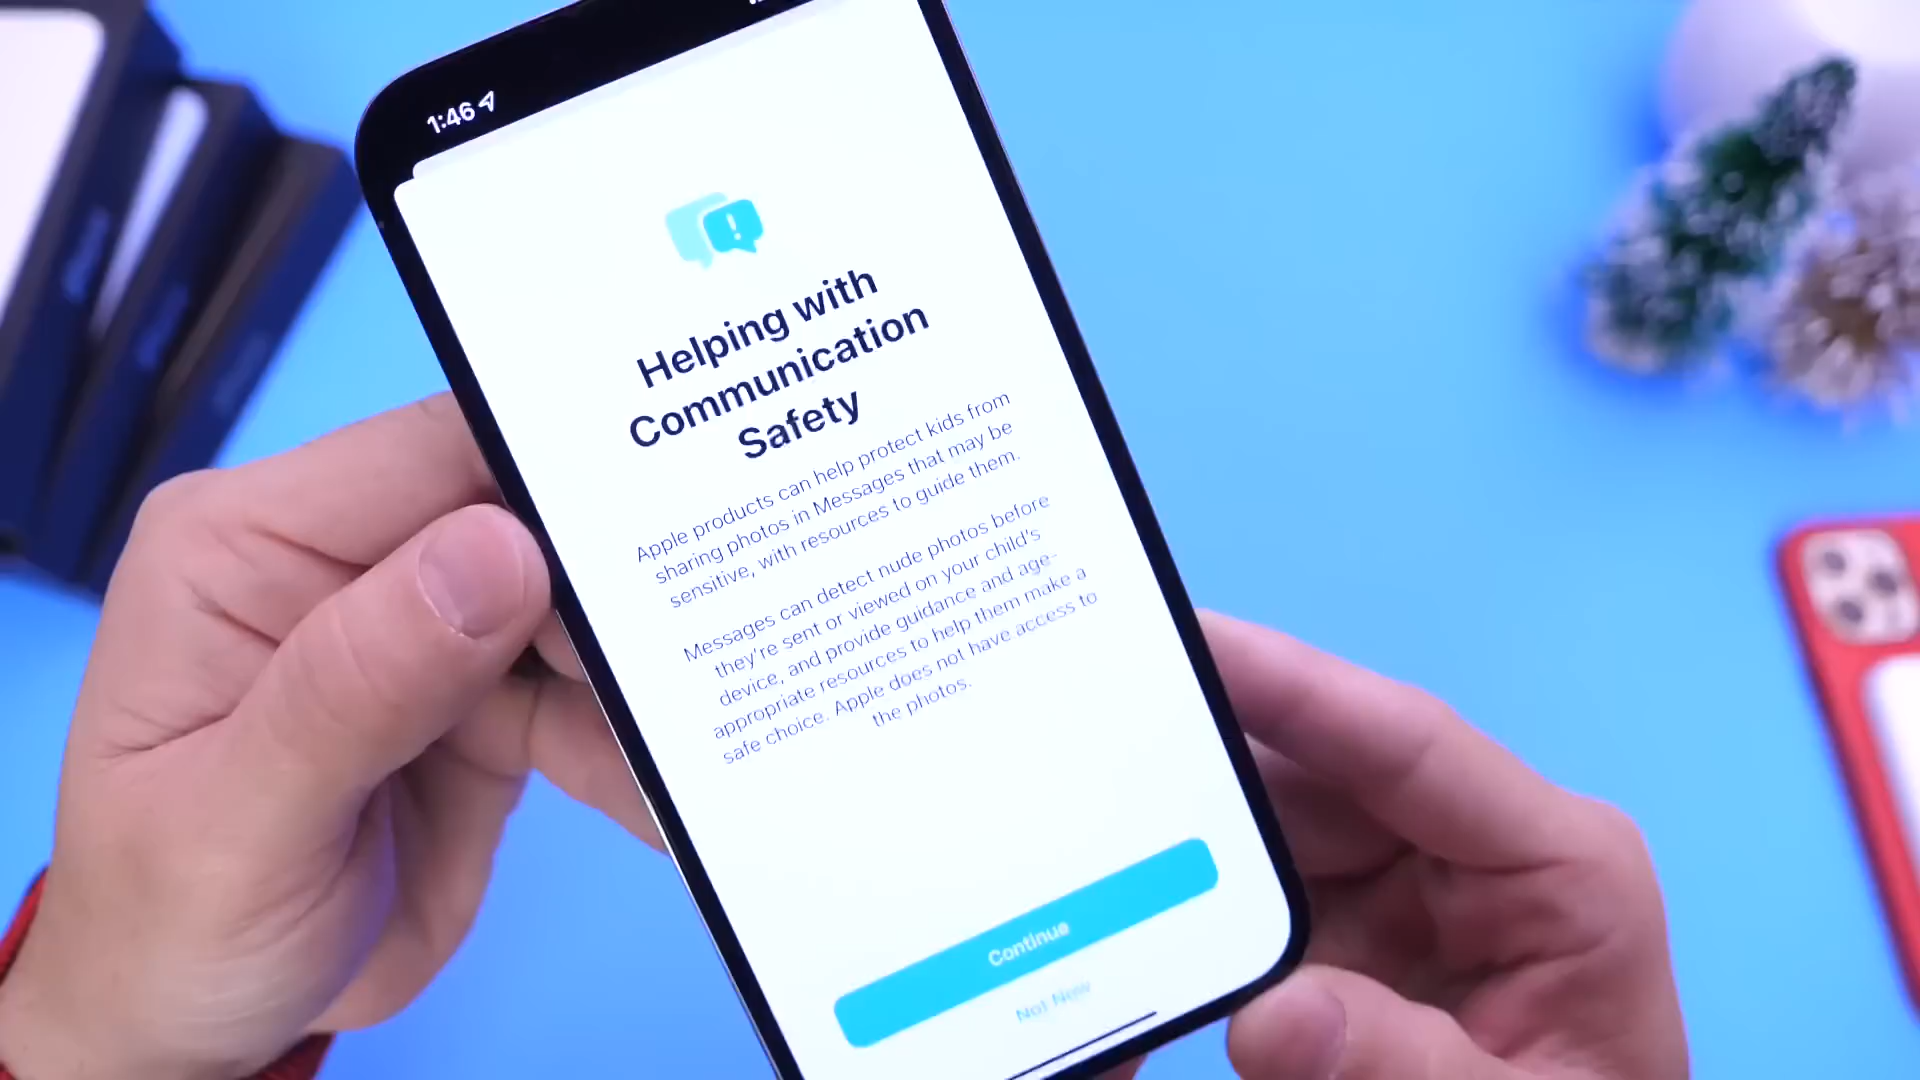 1:46
Helping with
Communication
Safety
Apple products can help protect kids from
sharing photos in Messages that may be
sensitive, with resources to guide them.
Messages can detect nude photos before
they're sent or viewed on your child's
device, and provide guidance and age-
appropriate resources to help them make a
safe choice. Apple does not have access to
the photos.
Continue
Not Now